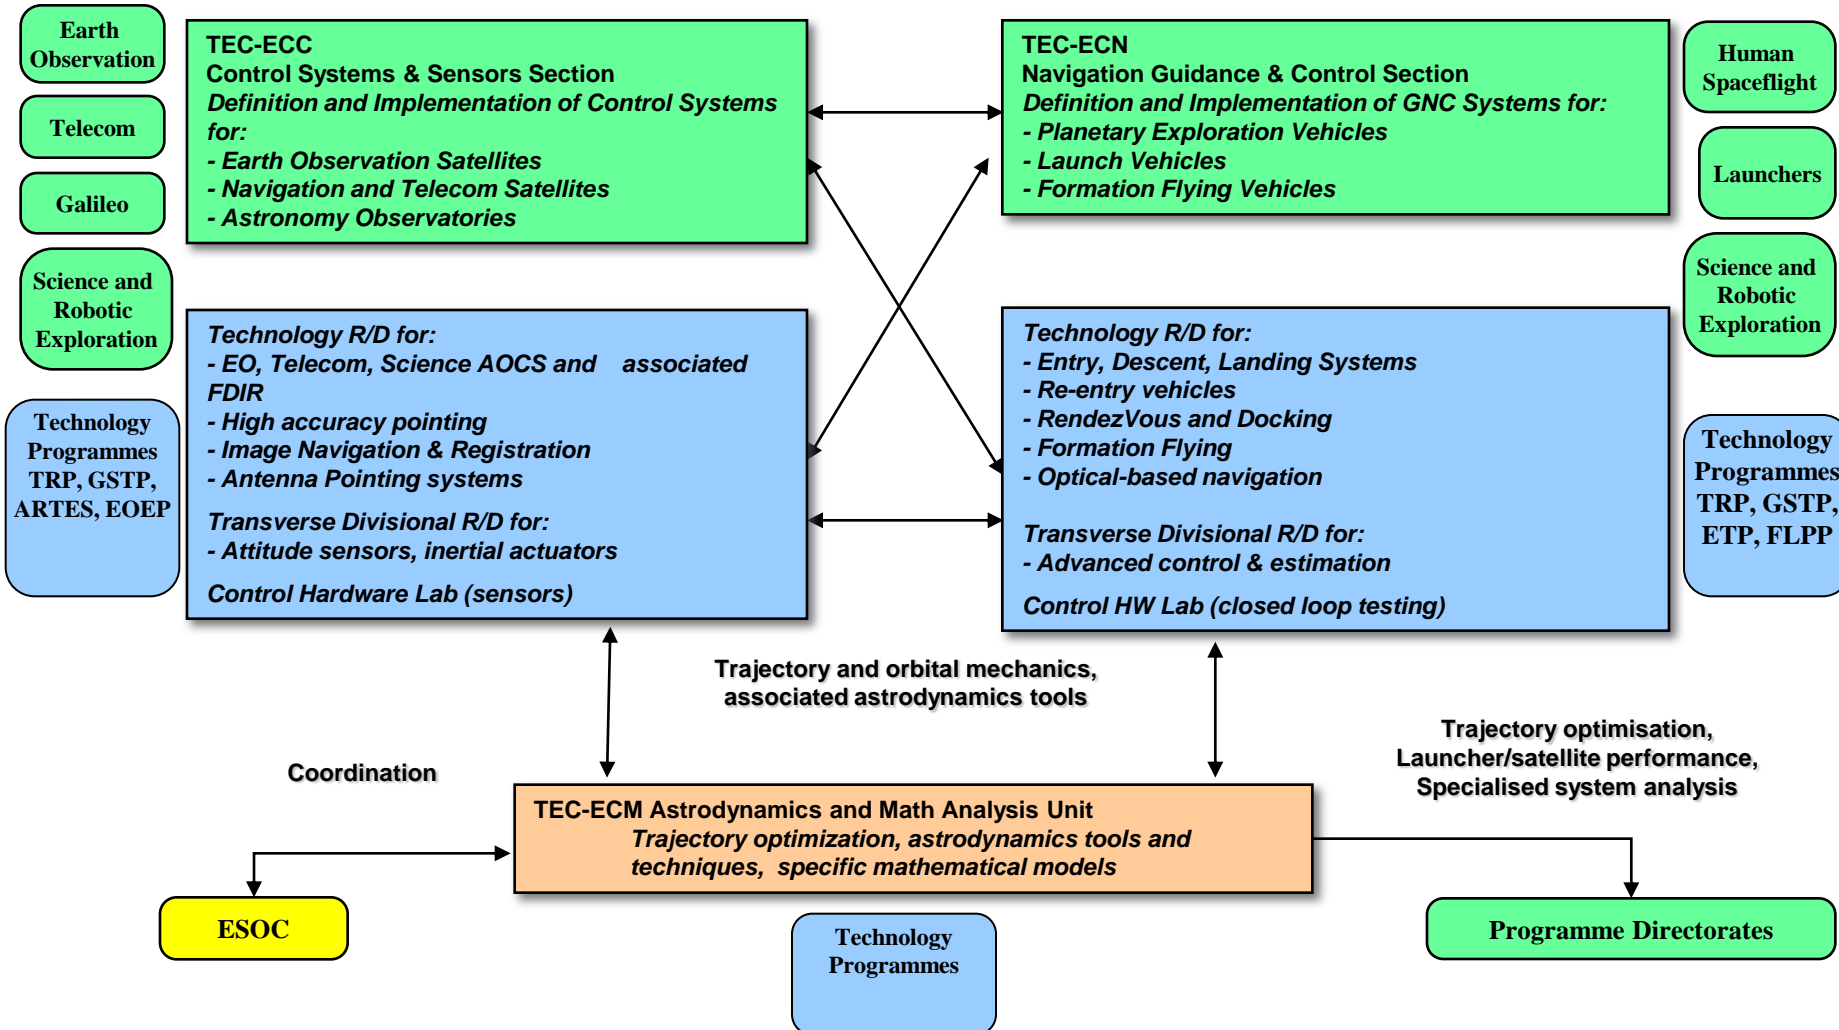 Earth
Observation
Telecom
Galileo
Science and
Robotic
Exploration
Technology
Programmes
TRP, GSTP,
ARTES, EOEP
TEC-ECC
Control Systems & Sensors Section
Definition and Implementation of Control Systems
for:
- Earth Observation Satellites
- Navigation and Telecom Satellites
- Astronomy Observatories
Technology R/D for:
- EO, Telecom, Science AOCS and associated
FDIR
- High accuracy pointing
- Image Navigation & Registration
- Antenna Pointing systems
Transverse Divisional R/D for:
- Attitude sensors, inertial actuators
Control Hardware Lab (sensors)
TEC-ECN
Navigation Guidance & Control Section
Definition and Implementation of GNC Systems for:
- Planetary Exploration Vehicles
- Launch Vehicles
- Formation Flying Vehicles
Technology R/D for:
- Entry, Descent, Landing Systems
- Re-entry vehicles
- RendezVous and Docking
- Formation Flying
- Optical-based navigation
Transverse Divisional R/D for:
- Advanced control & estimation
Control HW Lab (closed loop testing)
Human
Spaceflight
Launchers
Science and
Robotic
Exploration
Technology
Programmes
TRP, GSTP,
ETP, FLPP
Trajectory and orbital mechanics,
associated astrodynamics tools
Coordination
Trajectory optimisation,
Launcher/satellite performance,
Specialised system analysis
TEC-ECM Astrodynamics and Math Analysis Unit
Trajectory optimization, astrodynamics tools and
techniques, specific mathematical models
ESOC
Technology
Programmes
Programme Directorates